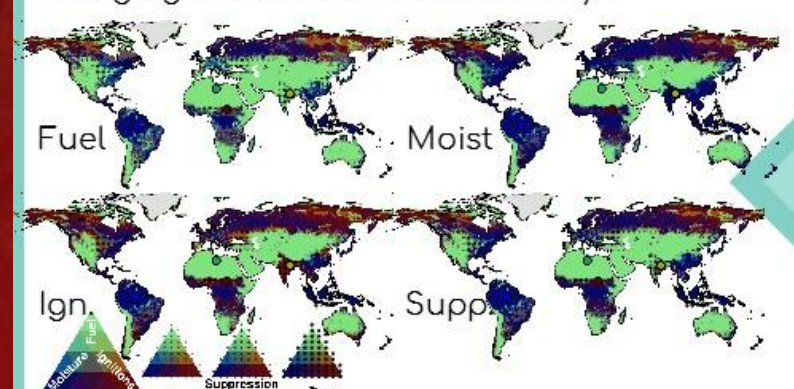 Fuel
Moist
Ign.
Supp.
Fuel
Moisture
Ignitions
Suppression